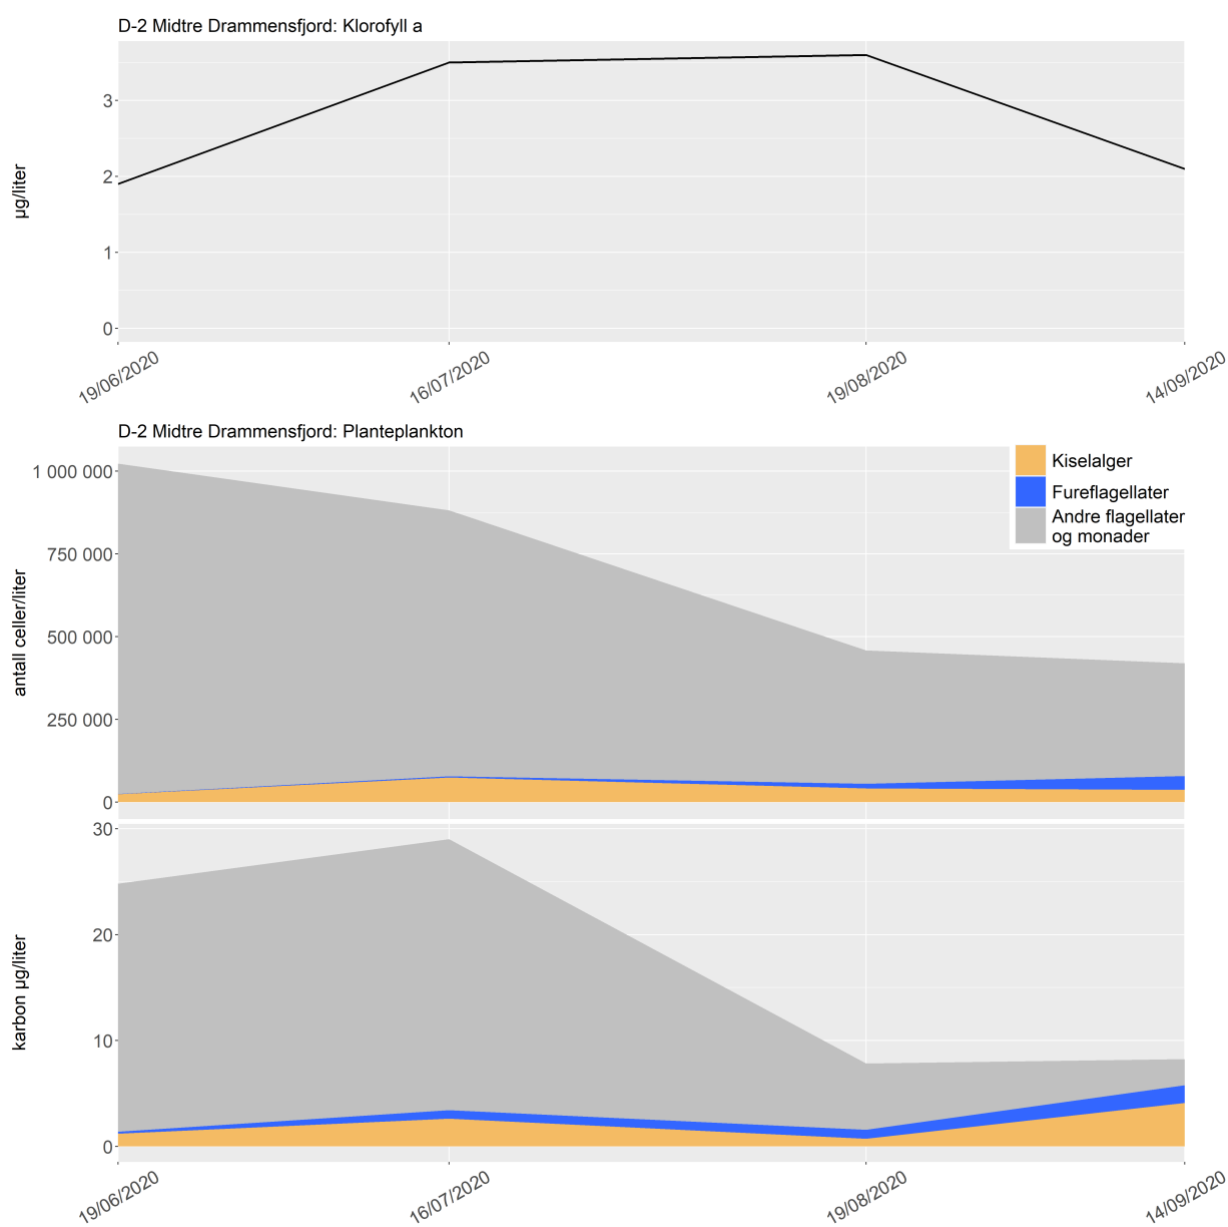 D-2 Midtre Drammensfjord: Klorofyll a
µg/liter
3
2
1
0
19/06/2020
16/07/2020
19/08/2020
14/09/2020
D-2 Midtre Drammensfjord: Planteplankton
antall celler/liter
1 000 000
750 000
500 000
250 000
0
Kiselalger
Fureflagellater
Andre flagellater
og monader
karbon µg/liter
30
20
10
0
19/06/2020
16/07/2020
19/08/2020
14/09/2020